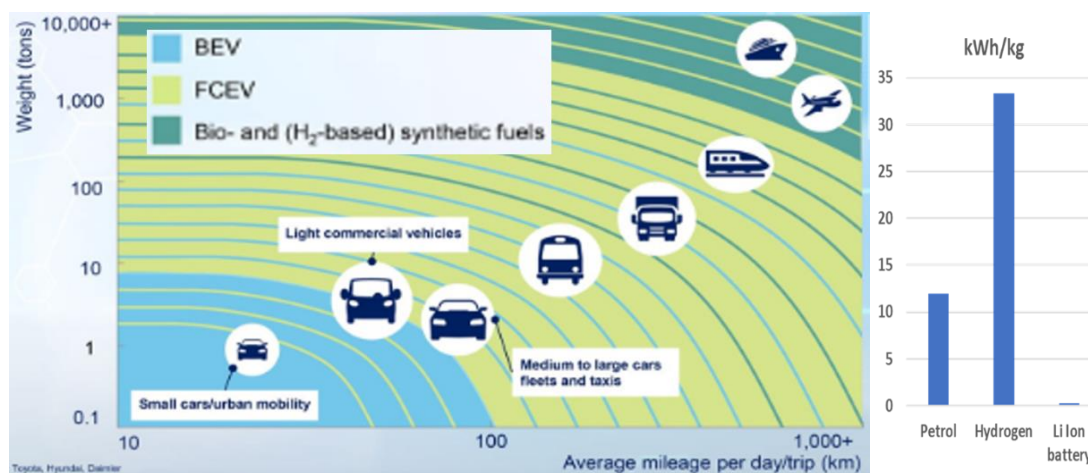 10,000+
Weight (tons)
1,000
100
10
1
0.1
BEV
FCEV
Bio- and (H₂-based) synthetic fuels
Light commercial vehicles
Medium to large cars
fleets and taxis
Small cars/urban mobility
10
100
1,000+
Average mileage per day/trip (km)
Toyota, Hyundai, Daimler
kWh/kg
35
30
25
20
15
10
5
0
Petrol
Hydrogen
Li Ion
battery